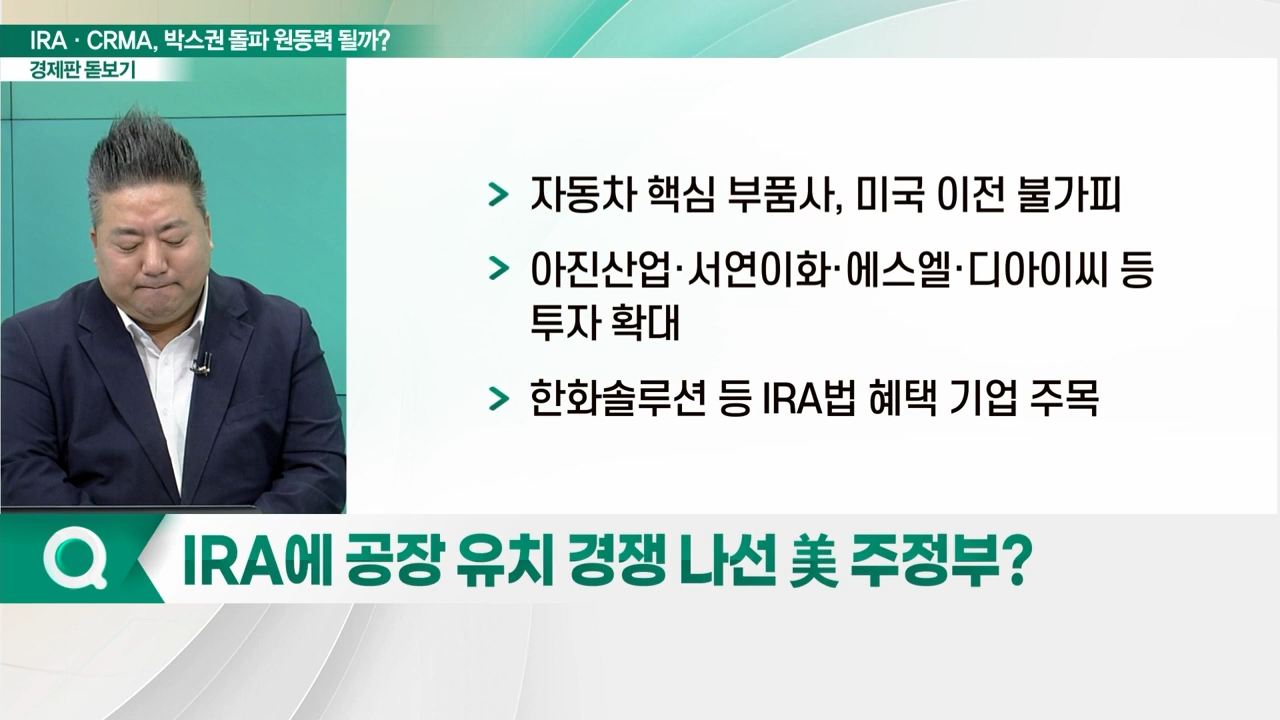 IRA · CRMA, 박스권 돌파 원동력 될까?
경제판 돋보기
> 자동차 핵심 부품사, 미국 이전 불가피
> 아진산업·서연이화·에스엘·디아이씨 등
투자 확대
> 한화솔루션 등 IRA법 혜택 기업 주목
IRA에 공장 유치 경쟁 나선 美 주정부?